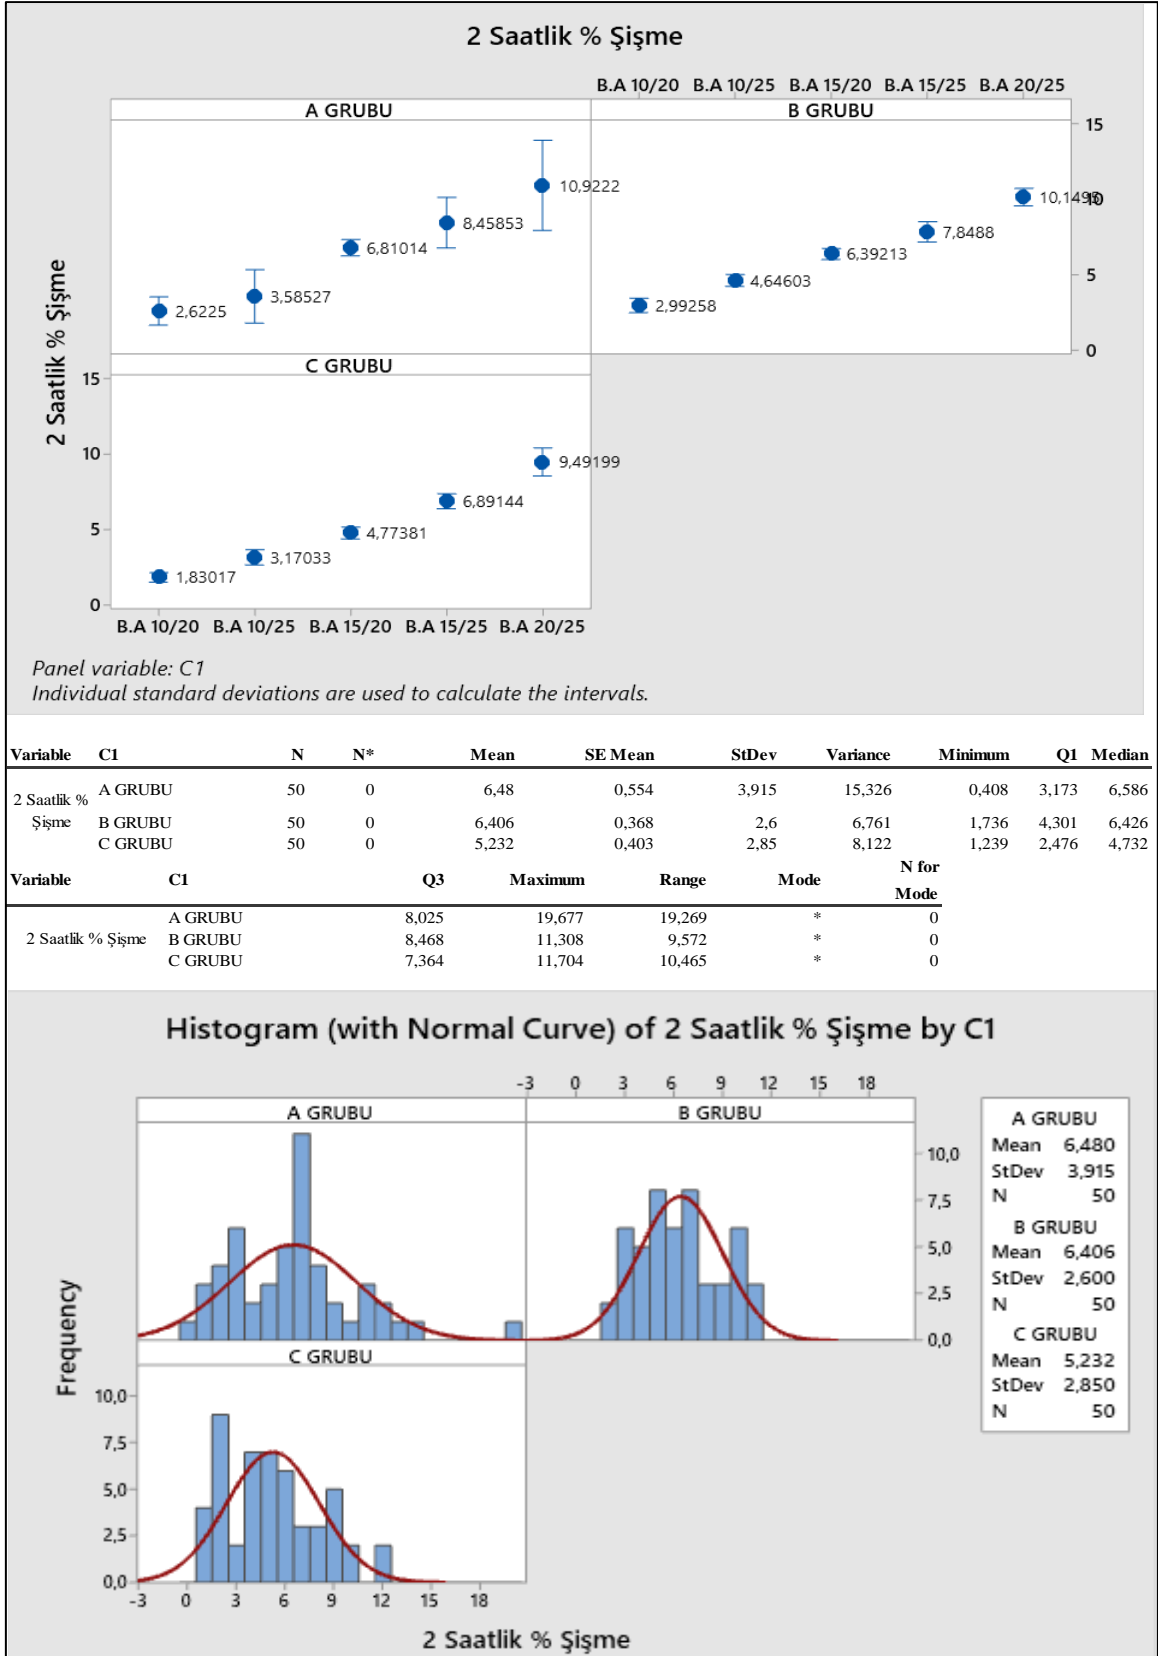 2 Saatlik % Şişme
B.A 10/20 B.A 10/25 B.A 15/20 B.A 15/25 B.A 20/25
A GRUBU B GRUBU
15
10
5
0
10,9222
8,45853
6,81014
3,58527
2,6225
10,1495
7,8488
6,39213
4,64603
2,99258
2 Saatlik % Şişme
C GRUBU
15
10
5
0
9,49199
6,89144
4,77381
3,17033
1,83017
B.A 10/20 B.A 10/25 B.A 15/20 B.A 15/25 B.A 20/25
Panel variable: C1
Individual standard deviations are used to calculate the intervals.
Variable C1 N N* Mean SE Mean StDev Variance Minimum Q1 Median
2 Saatlik % Şişme
A GRUBU 50 0 6,48 0,554 3,915 15,326 0,408 3,173 6,586
B GRUBU 50 0 6,406 0,368 2,6 6,761 1,736 4,301 6,426
C GRUBU 50 0 5,232 0,403 2,85 8,122 1,239 2,476 4,732
Variable C1 Q3 Maximum Range Mode N for Mode
A GRUBU 8,025 19,677 19,269 * 0
2 Saatlik % Şişme B GRUBU 8,468 11,308 9,572 * 0
C GRUBU 7,364 11,704 10,465 * 0
Histogram (with Normal Curve) of 2 Saatlik % Şişme by C1
-3 0 3 6 9 12 15 18
A GRUBU B GRUBU
10,0
7,5
5,0
2,5
0,0
A GRUBU
Mean 6,480
StDev 3,915
N 50
B GRUBU
Mean 6,406
StDev 2,600
N 50
C GRUBU
Mean 5,232
StDev 2,850
N 50
Frequency
C GRUBU
10,0
7,5
5,0
2,5
0,0
-3 0 3 6 9 12 15 18
2 Saatlik % Şişme